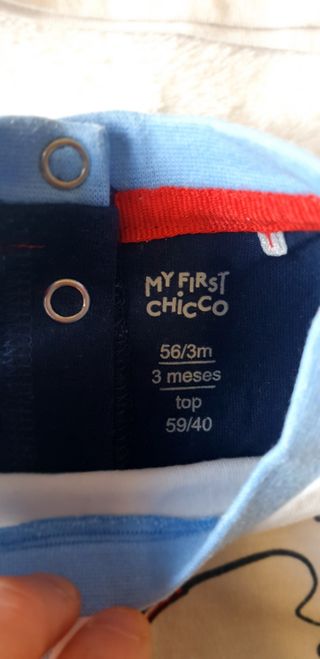 MY FiRST
CHiCCO
56/3m
3 meses
top
59/40